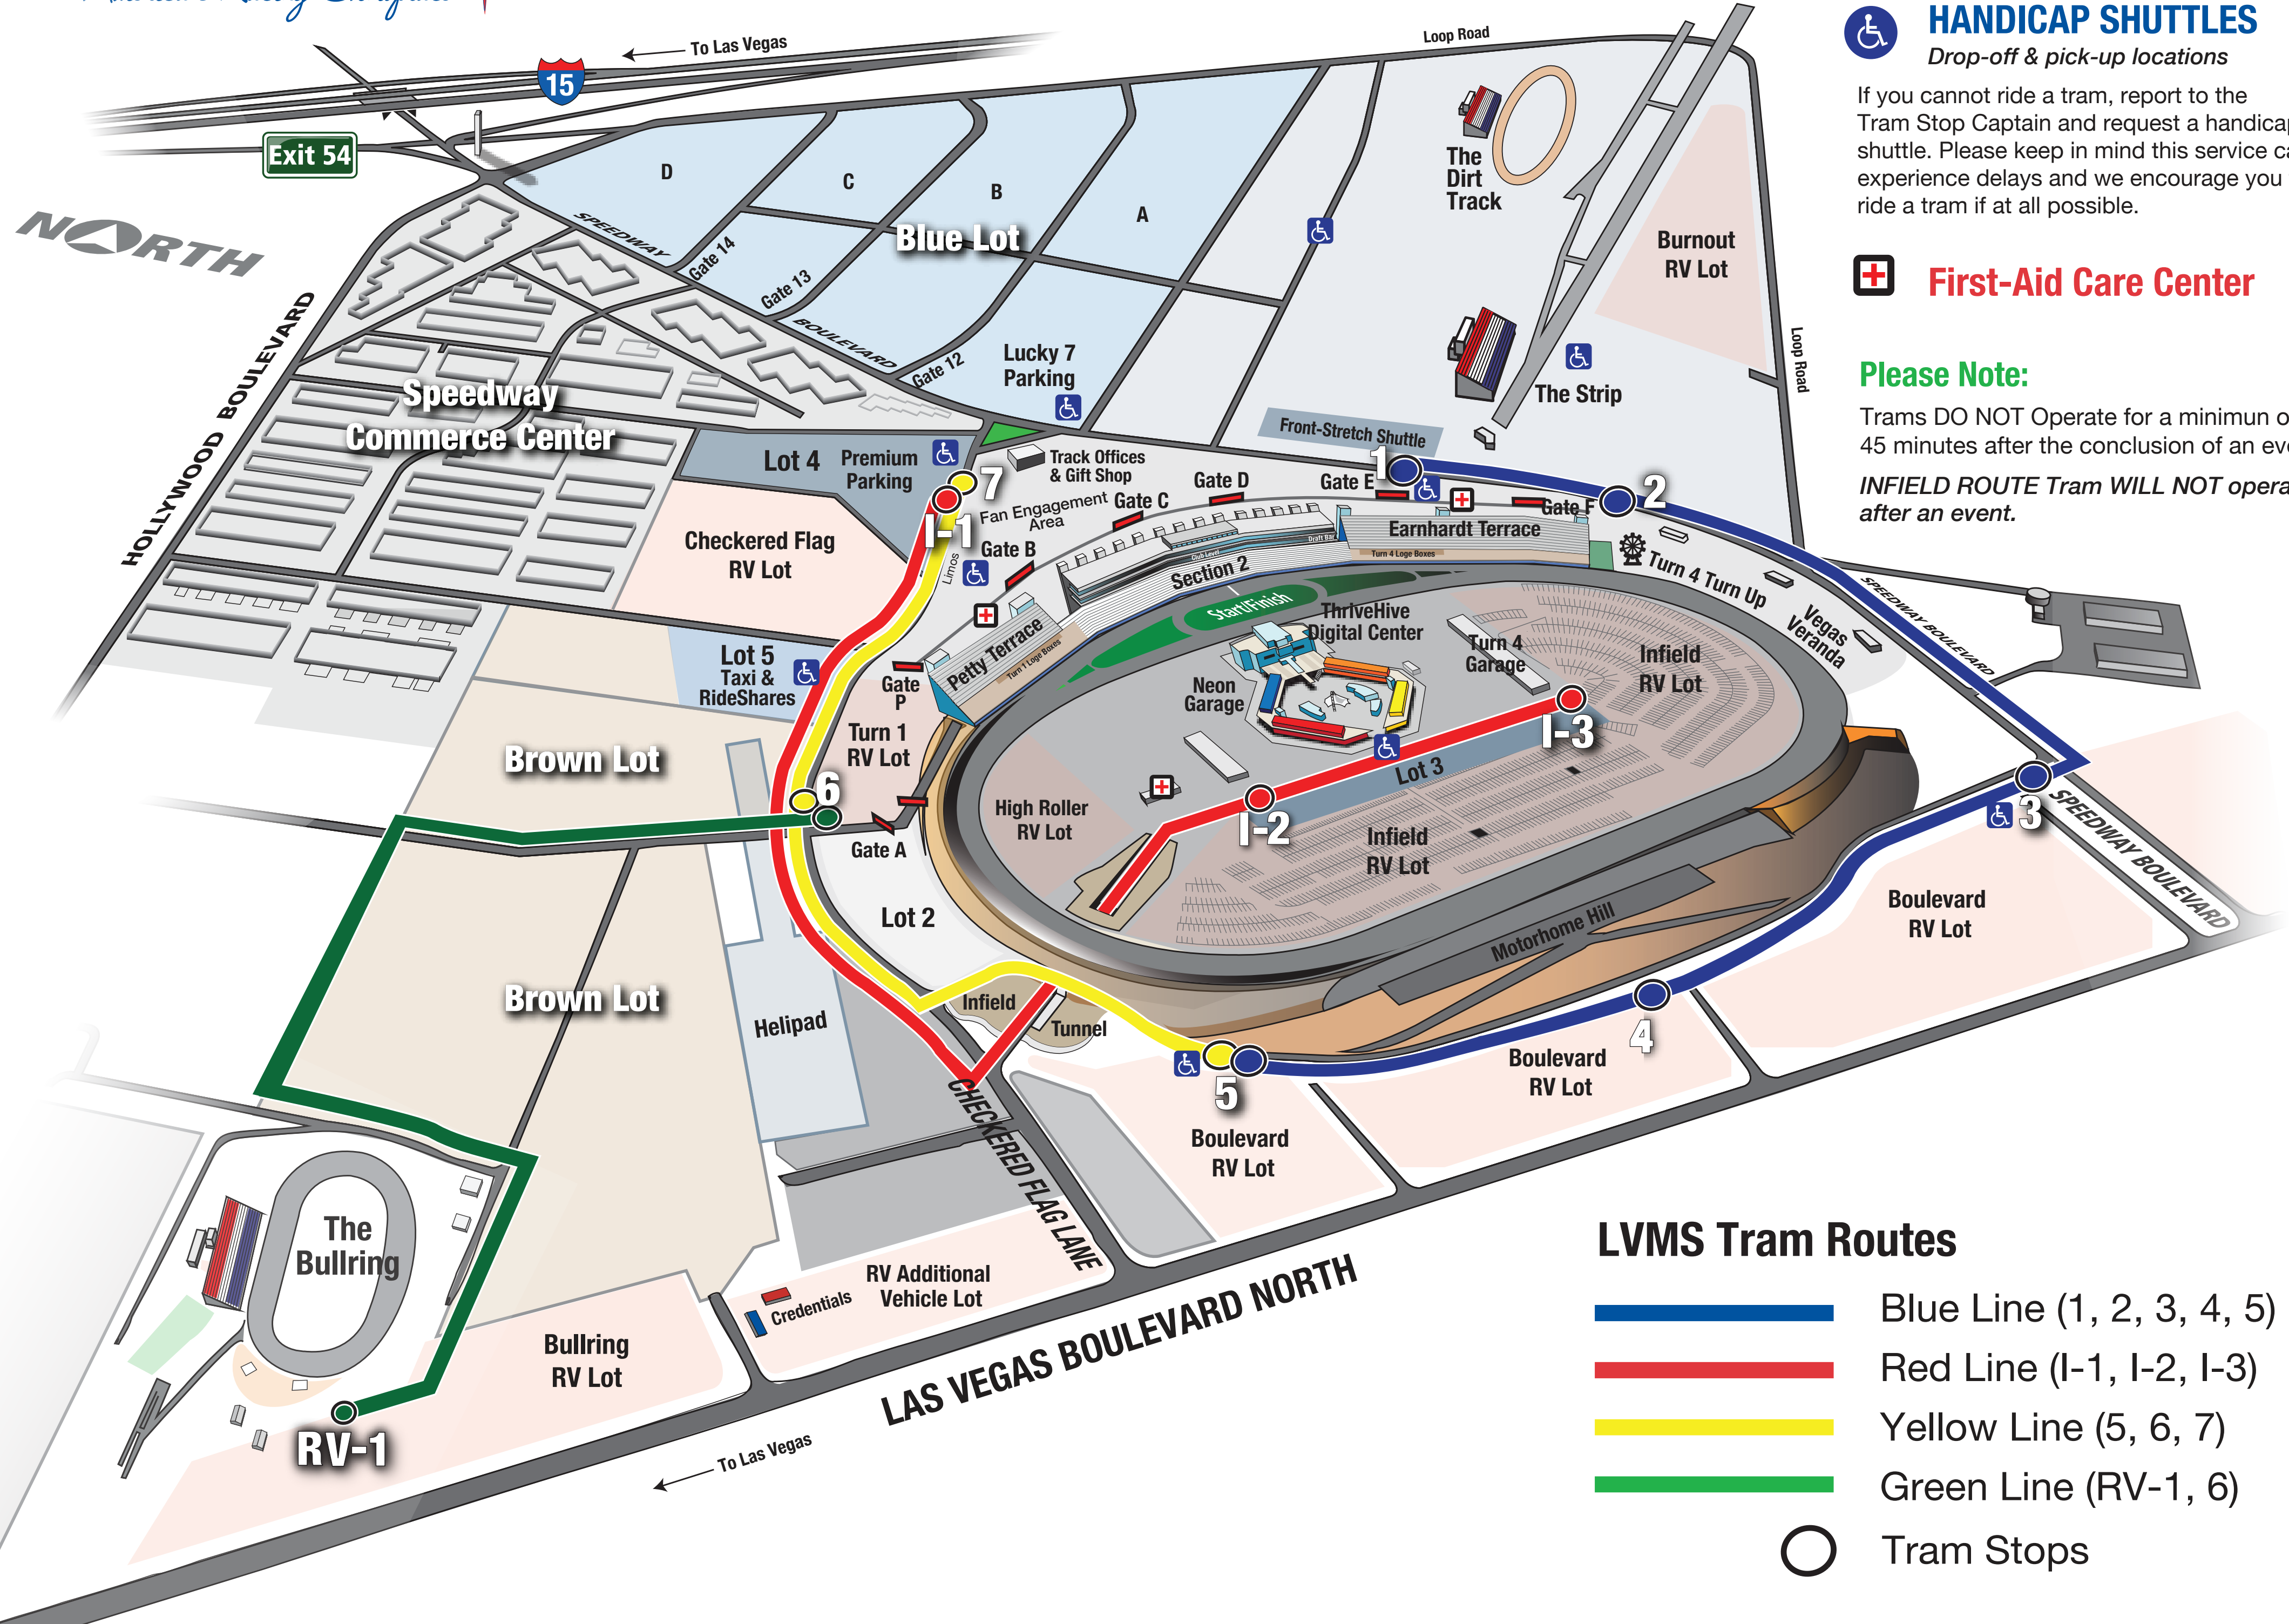 To Las Vegas
15
Exit 54
NORTH
HOLLYWOOD BOULEVARD
Loop Road
HANDICAP SHUTTLES
Drop-off & pick-up locations
If you cannot ride a tram, report to the
Tram Stop Captain and request a handicap
shuttle. Please keep in mind this service
experience delays and we encourage you
ride a tram if at all possible.
First-Aid Care Center
Please Note:
Trams DO NOT Operate for a minimun
45 minutes after the conclusion of an
INFIELD ROUTE Tram WILL NOT
after an event.
D
C
B
A
Blue Lot
SPEEDWAY
BOULEVARD
Gate 14
Gate 13
Gate 12
Lucky 7
Parking
The
Dirt
Track
Burnout
RV Lot
Loop Road
The Strip
Front-Stretch Shuttle
Speedway
Commerce Center
Lot 4
Premium
Parking
7
I-1
Track Offices
& Gift Shop
Fan Engagement
Area
Limos
Gate B
Gate C
Gate D
Gate E
1
Gate F
2
Checkered Flag
RV Lot
Earnhardt Terrace
Turn 4 Loge Boxes
Draft Bar
Club Level
Section 2
Start/Finish
Petty Terrace
Turn 1 Loge Boxes
Turn 4 Turn Up
Vegas
Veranda
SPEEDWAY BOULEVARD
Lot 5
Taxi &
RideShares
Gate
P
Turn 1
RV Lot
ThriveHive
Digital Center
Neon
Garage
Turn 4
Garage
Infield
RV Lot
I-3
Lot 3
I-2
High Roller
RV Lot
Infield
RV Lot
Brown Lot
6
Gate A
Lot 2
3
SPEEDWAY BOULEVARD
Boulevard
RV Lot
Motorhome Hill
Brown Lot
Helipad
Infield
Tunnel
4
5
Boulevard
RV Lot
Boulevard
RV Lot
CHECKERED FLAG LANE
The
Bullring
RV Additional
Vehicle Lot
Credentials
Bullring
RV Lot
RV-1
LAS VEGAS BOULEVARD NORTH
To Las Vegas
LVMS Tram Routes
Blue Line (1, 2, 3, 4, 5)
Red Line (I-1, I-2, I-3)
Yellow Line (5, 6, 7)
Green Line (RV-1, 6)
Tram Stops